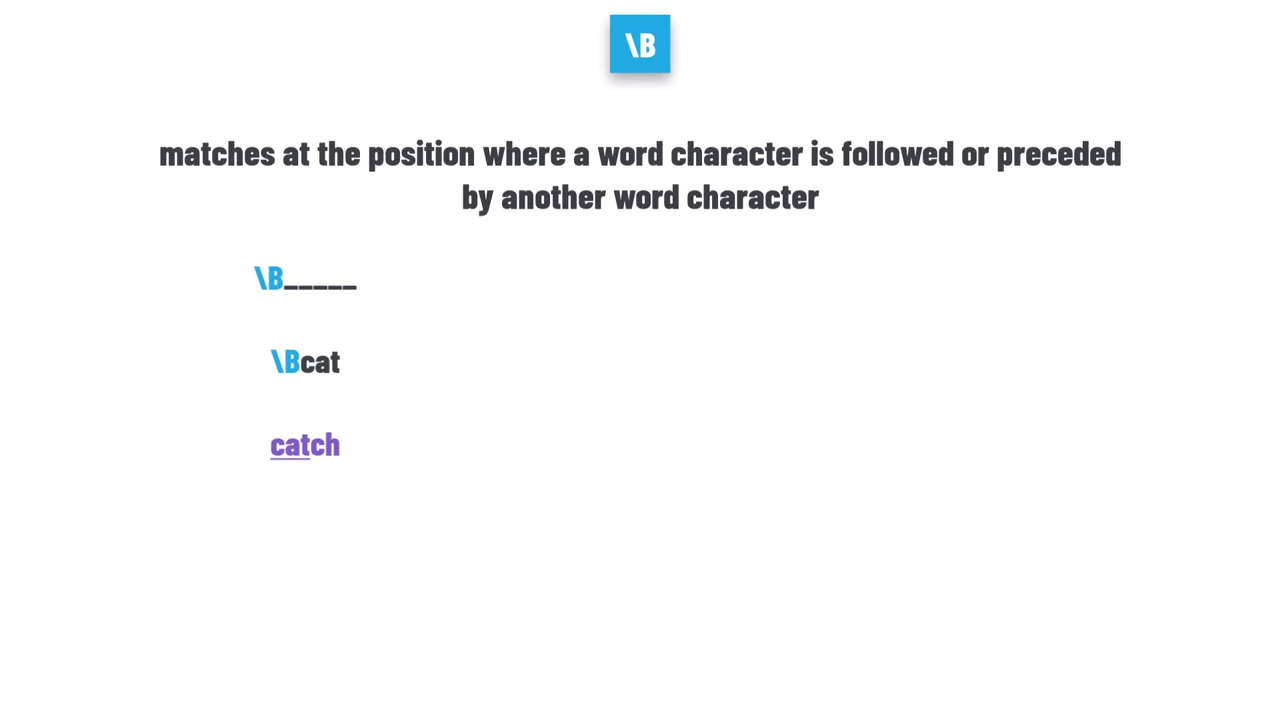 \B
matches at the position where a word character is followed or preceded
by another word character
\B_____
\Bcat
catch